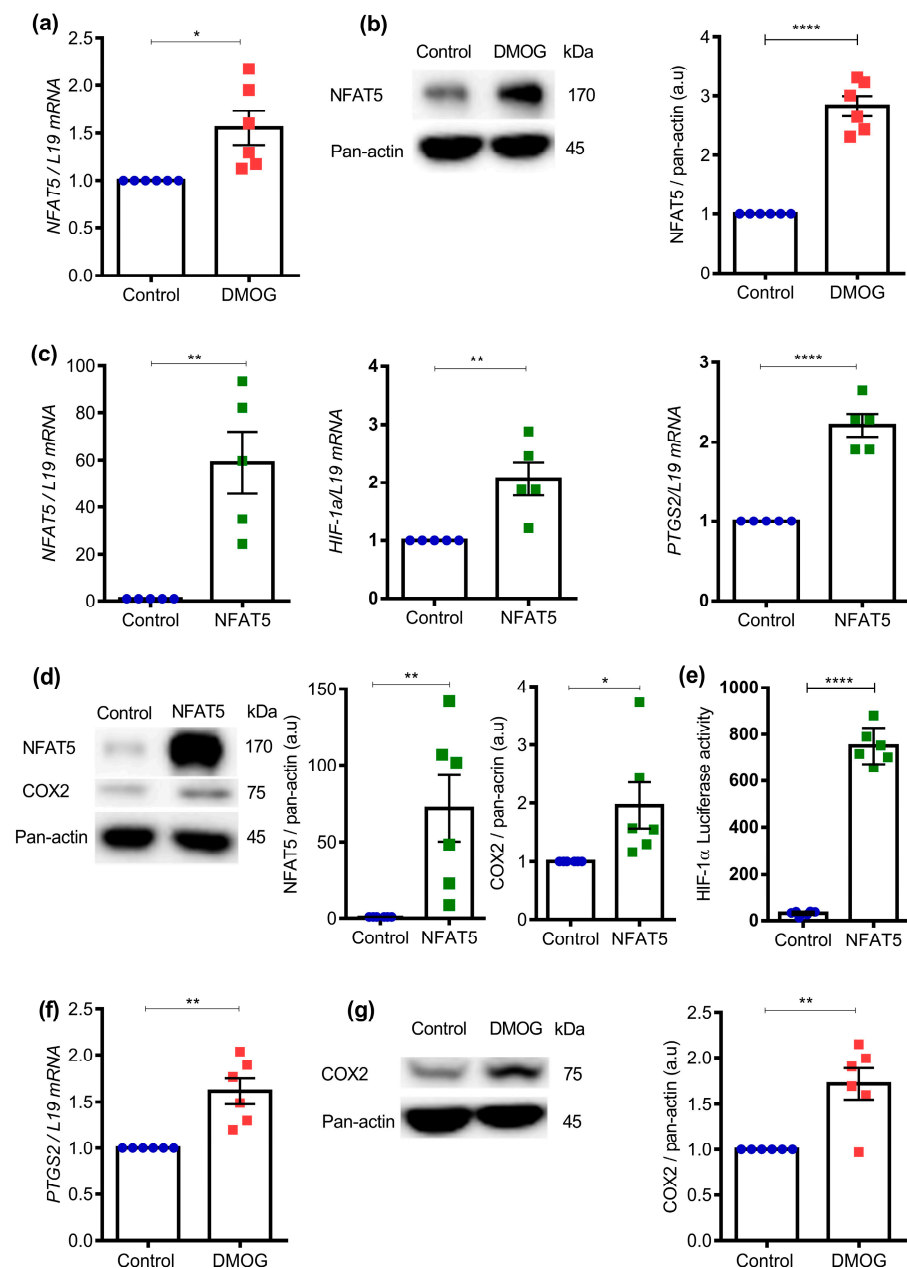 (a)
*
NFAT5 / L19 mRNA
2.5
2.0
1.5
1.0
0.5
0.0
Control DMOG
(b)
Control DMOG kDa
NFAT5 170
Pan-actin 45
****
NFAT5 / pan-actin (a.u)
4
3
2
1
0
Control DMOG
(c)
**
NFAT5 / L19 mRNA
100
80
60
40
20
0
Control NFAT5
**
HIF-1a/L19 mRNA
4
3
2
1
0
Control NFAT5
****
PTGS2/L19 mRNA
3
2
1
0
Control NFAT5
(d)
Control NFAT5 kDa
NFAT5 170
COX2 75
Pan-actin 45
**
NFAT5 / pan-actin (a.u)
150
100
50
0
Control NFAT5
*
COX2 / pan-acrin (a.u)
4
3
2
1
0
Control NFAT5
(e)
****
HIF-1α Luciferase activity
1000
800
600
400
200
0
Control NFAT5
(f)
**
PTGS2 / L19 mRNA
2.5
2.0
1.5
1.0
0.5
0.0
Control DMOG
(g)
Control DMOG kDa
COX2 75
Pan-actin 45
**
COX2 / pan-actin (a.u)
2.5
2.0
1.5
1.0
0.5
0.0
Control DMOG